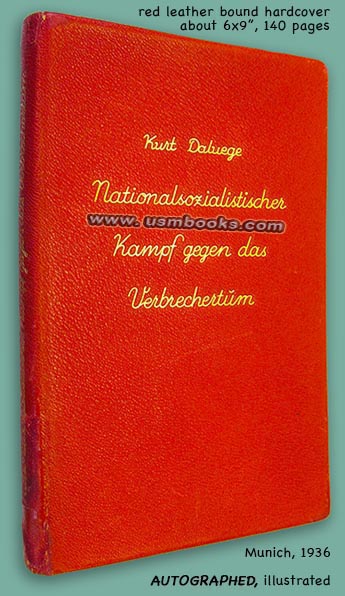 red leather bound hardcover
about 6x9", 140 pages
Kurt Daluege
Nationalsozialistischer
www.usmbooks.com
Kampf gegen das
Verbrechertum
Munich, 1936
AUTOGRAPHED, illustrated